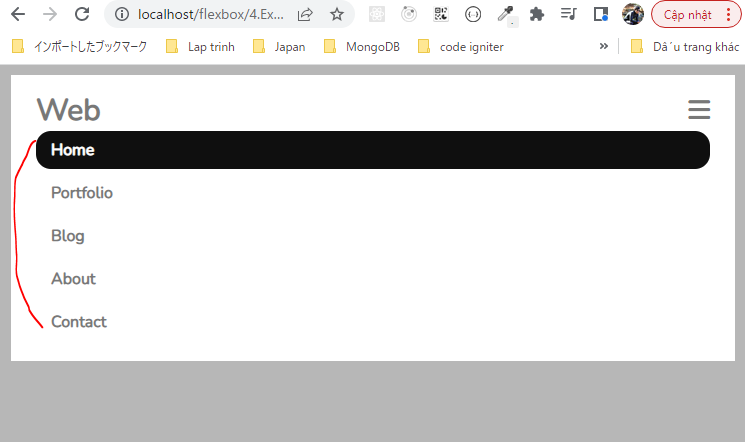 localhost/flexbox/4.Ex...
Cập nhật
インポートしたブックマーク
Lap trinh
Japan
MongoDB
code igniter
»
Dấu trang khác
Web
Home
Portfolio
Blog
About
Contact